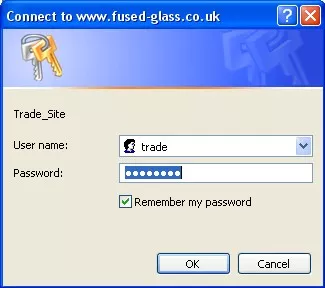 Connect to www.fused-glass.co.uk
Trade_Site
User name:
trade
Password:
••••••••
Remember my password
OK
Cancel